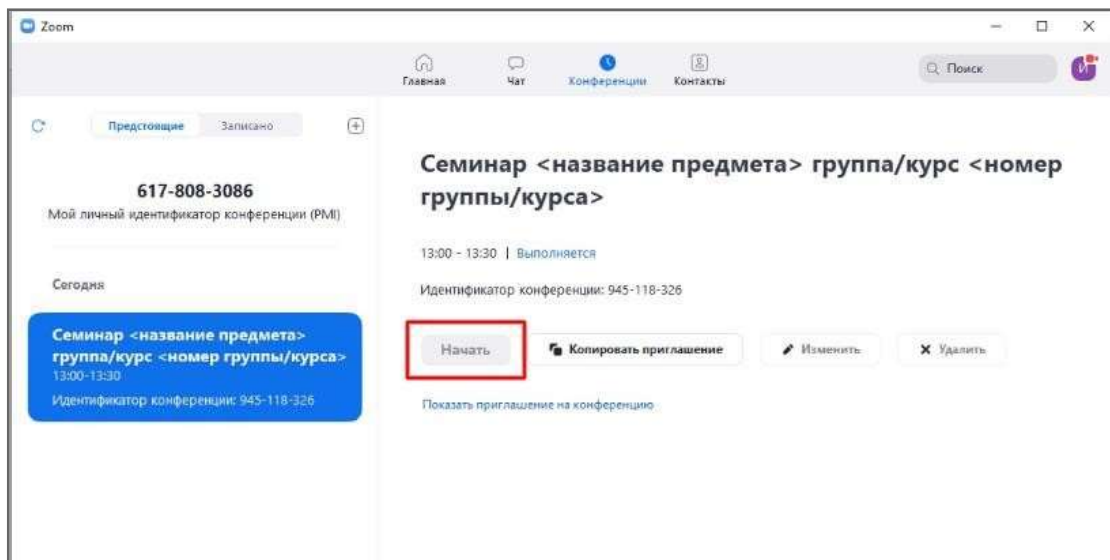 Zoom
Главная
Чат
Конференции
Контакты
Поиск
И
Предстоящие
Записано
617-808-3086
Мой личный идентификатор конференции (PMI)
Сегодня
Семинар <название предмета>
группа/курс <номер группы/курса>
13:00-13:30
Идентификатор конференции: 945-118-326
Семинар <название предмета> группа/курс <номер
группы/курса>
13:00 - 13:30 | Выполняется
Идентификатор конференции: 945-118-326
Начать
Копировать приглашение
Изменить
Удалить
Показать приглашение на конференцию